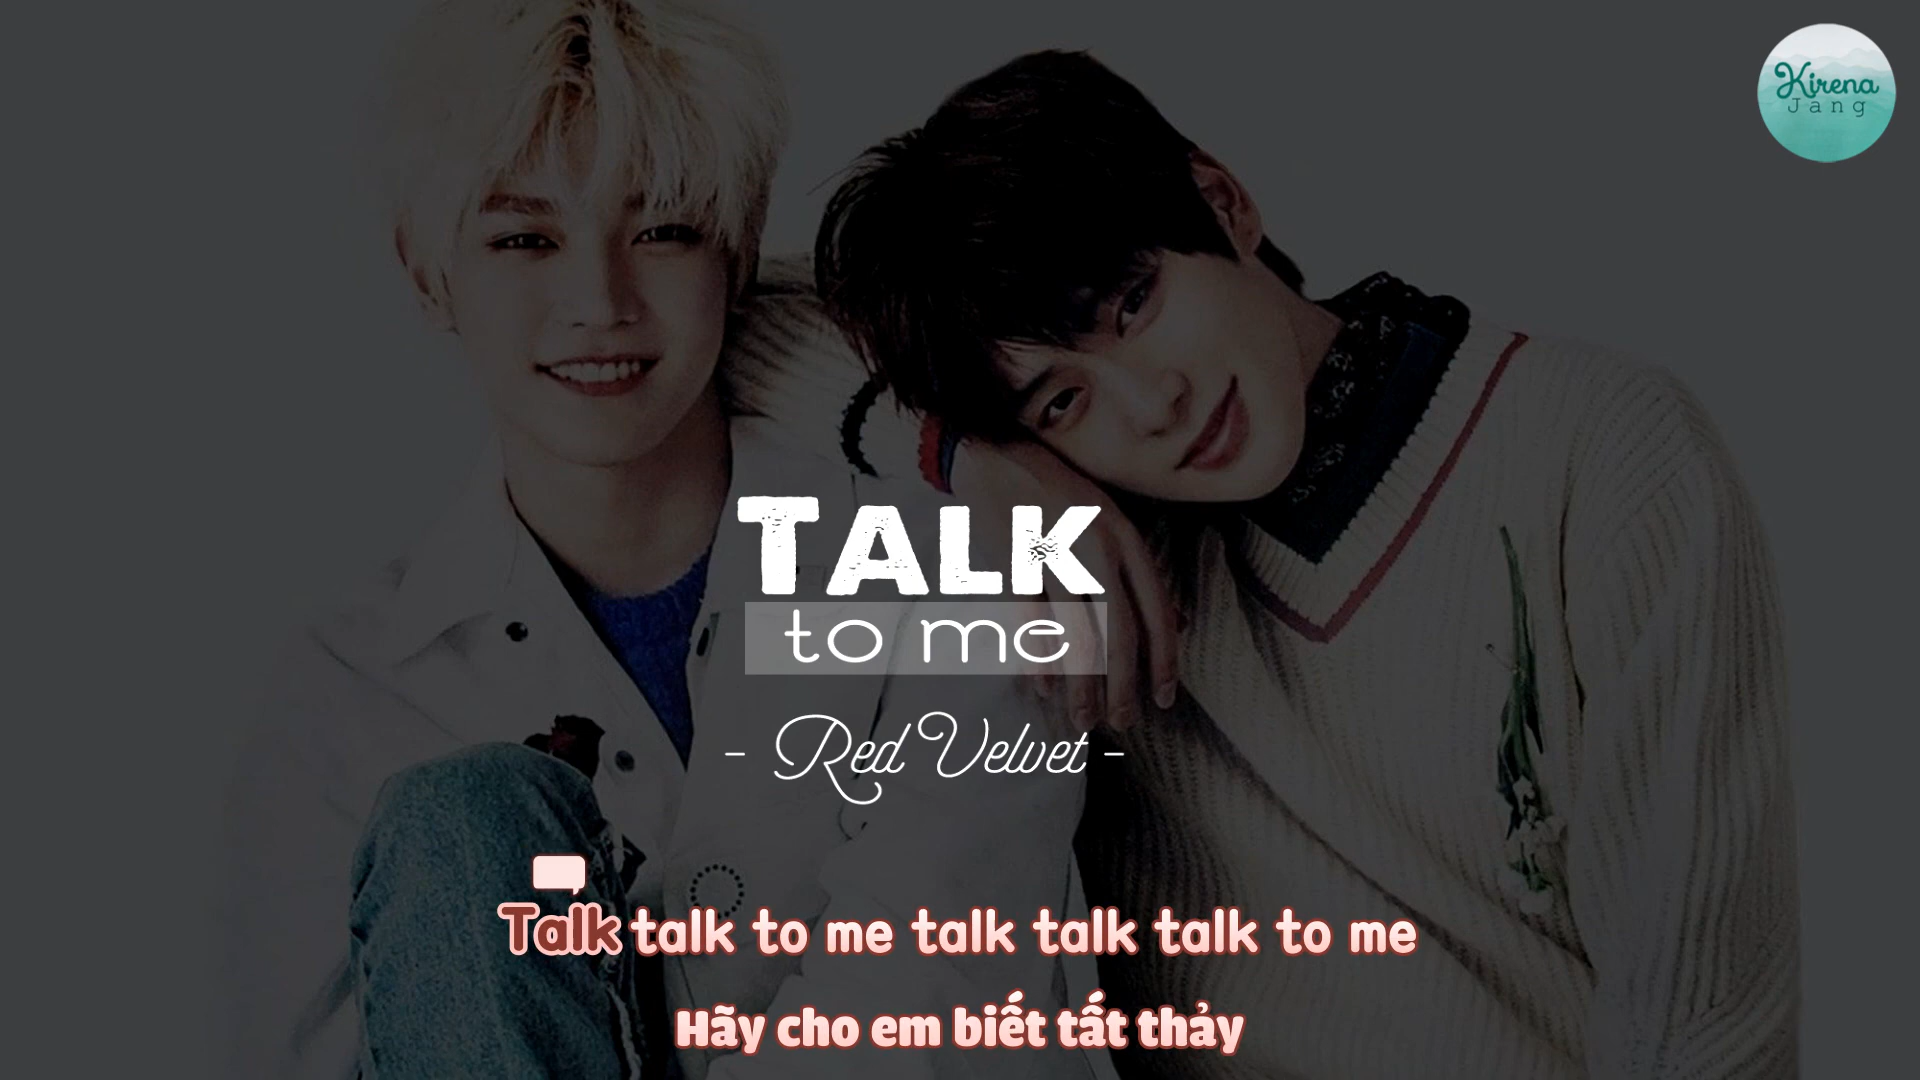 Kirena
Jang
TALK
to me
- Red Velvet -
Talk talk to me talk talk talk to me
Hãy cho em biết tất thảy